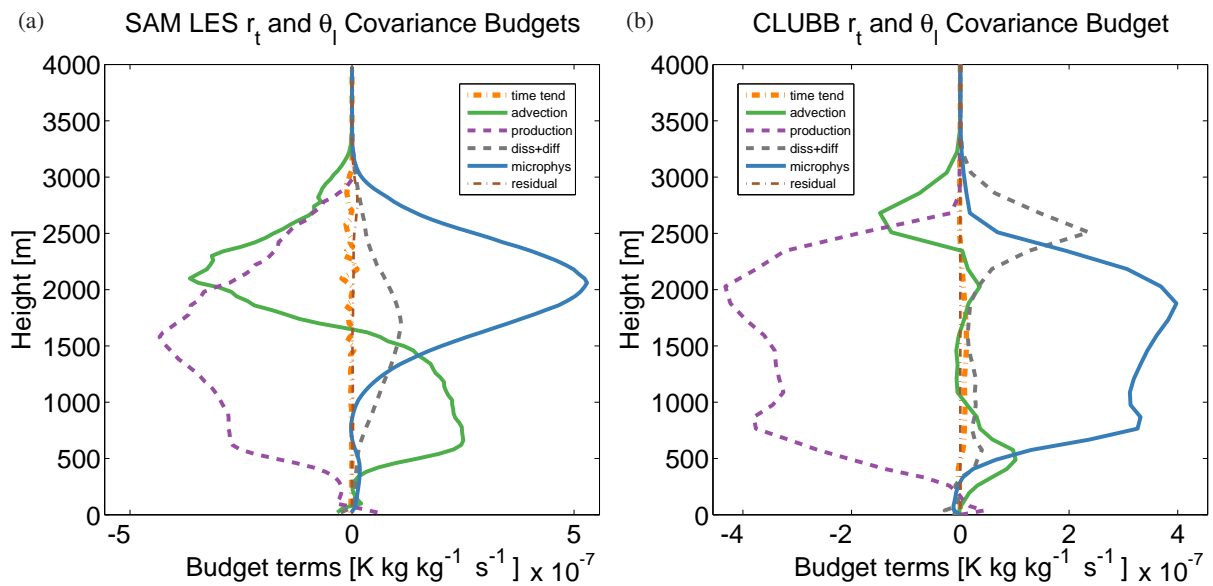 (a)
SAM LES r_t and θ_l Covariance Budgets
4000
3500
3000
2500
2000
1500
1000
500
0
Height [m]
time tend
advection
production
diss+diff
microphys
residual
-5
0
5
x 10^-7
Budget terms [K kg kg^-1 s^-1]
(b)
CLUBB r_t and θ_l Covariance Budget
4000
3500
3000
2500
2000
1500
1000
500
0
Height [m]
time tend
advection
production
diss+diff
microphys
residual
-4
-2
0
2
4
x 10^-7
Budget terms [K kg kg^-1 s^-1]